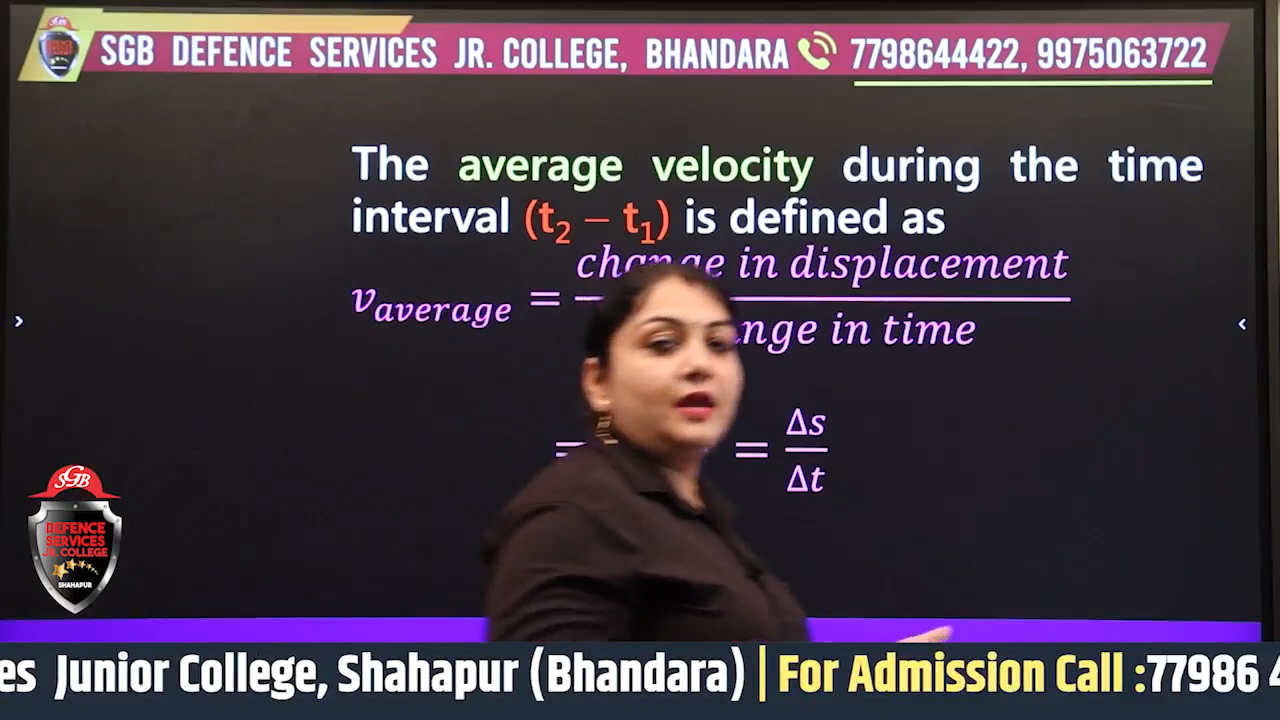 SGB DEFENCE SERVICES JR. COLLEGE, BHANDARA 7798644422, 9975063722
The average velocity during the time
interval (t₂ – t₁) is defined as
change in displacement
v_average =
nge in time
= = Δs
Δt
SGB
DEFENCE
SERVICES
JR. COLLEGE
SHAHAPUR
es Junior College, Shahapur (Bhandara) | For Admission Call :77986 4